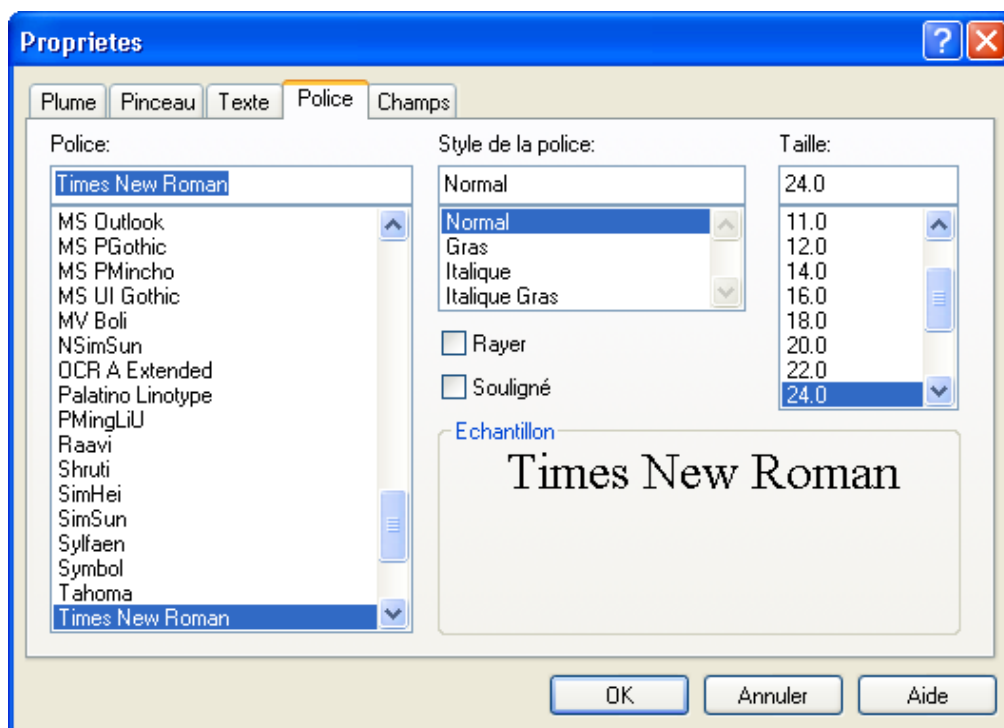 Proprietes
Plume Pinceau Texte Police Champs
Police:
Times New Roman
MS Outlook
MS PGothic
MS PMincho
MS UI Gothic
MV Boli
NSimSun
OCR A Extended
Palatino Linotype
PMingLiU
Raavi
Shruti
SimHei
SimSun
Sylfaen
Symbol
Tahoma
Times New Roman
Style de la police:
Normal
Normal
Gras
Italique
Italique Gras
Rayer
Souligné
Taille:
24.0
11.0
12.0
14.0
16.0
18.0
20.0
22.0
24.0
Echantillon
Times New Roman
OK Annuler Aide